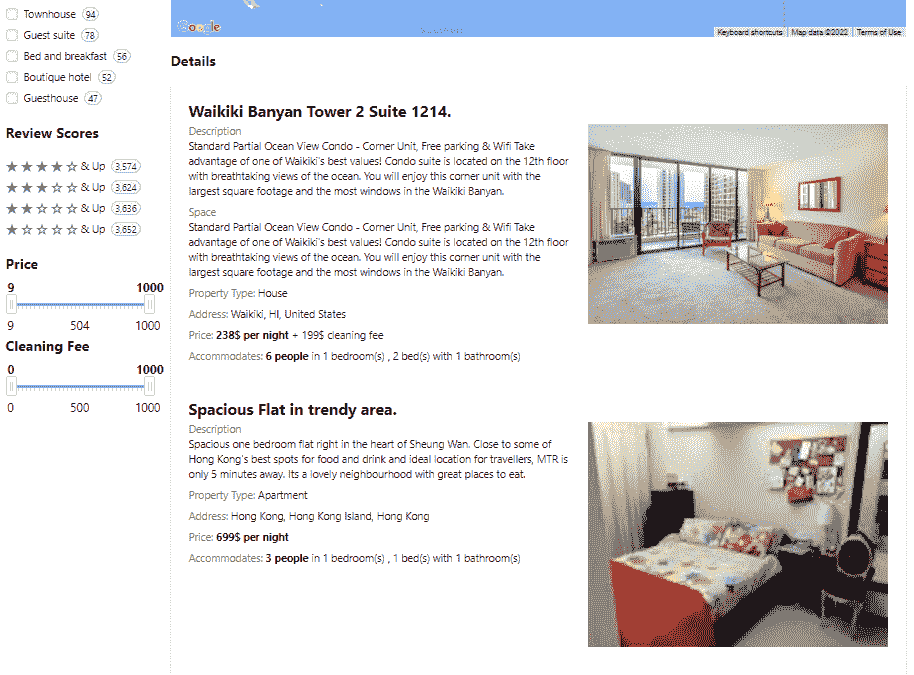 Townhouse 94
Guest suite 78
Bed and breakfast 56
Boutique hotel 52
Guesthouse 47
Review Scores
★★★★☆ & Up 3,574
★★★☆☆ & Up 3,624
★★☆☆☆ & Up 3,636
★☆☆☆☆ & Up 3,652
Price
9 1000
9 504 1000
Cleaning Fee
0 1000
0 500 1000
Google
Keyboard shortcuts Map data ©2022 Terms of Use
Details
Waikiki Banyan Tower 2 Suite 1214.
Description
Standard Partial Ocean View Condo - Corner Unit, Free parking & Wifi Take
advantage of one of Waikiki's best values! Condo suite is located on the 12th floor
with breathtaking views of the ocean. You will enjoy this corner unit with the
largest square footage and the most windows in the Waikiki Banyan.
Space
Standard Partial Ocean View Condo - Corner Unit, Free parking & Wifi Take
advantage of one of Waikiki's best values! Condo suite is located on the 12th floor
with breathtaking views of the ocean. You will enjoy this corner unit with the
largest square footage and the most windows in the Waikiki Banyan.
Property Type: House
Address: Waikiki, HI, United States
Price: 238$ per night + 199$ cleaning fee
Accommodates: 6 people in 1 bedroom(s) , 2 bed(s) with 1 bathroom(s)
Spacious Flat in trendy area.
Description
Spacious one bedroom flat right in the heart of Sheung Wan. Close to some of
Hong Kong's best spots for food and drink and ideal location for travellers, MTR is
only 5 minutes away. Its a lovely neighbourhood with great places to eat.
Property Type: Apartment
Address: Hong Kong, Hong Kong Island, Hong Kong
Price: 699$ per night
Accommodates: 3 people in 1 bedroom(s) , 1 bed(s) with 1 bathroom(s)